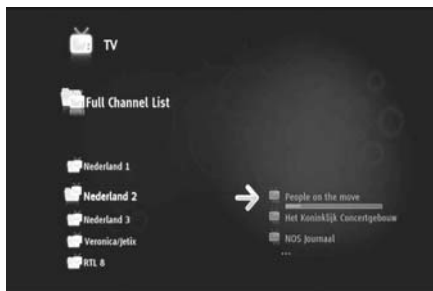 TV
Full Channel List
Nederland 1
Nederland 2
Nederland 3
Veronica/Jetix
RTL 8
People on the move
Het Koninklijk Concertgebouw
NOS Journaal
...